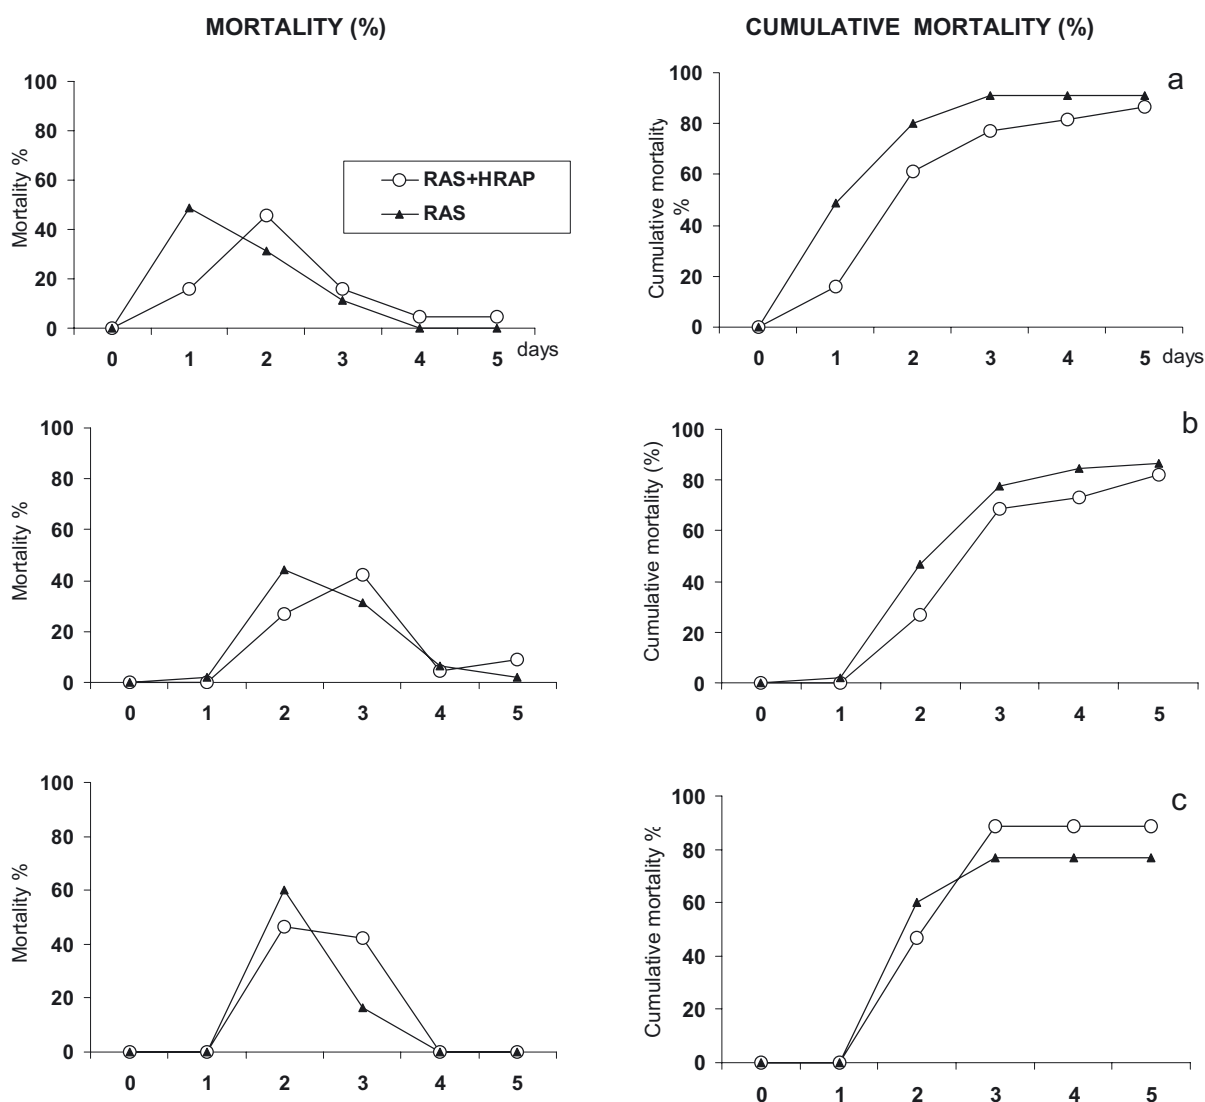 MORTALITY (%)
CUMULATIVE MORTALITY (%)
Mortality %
100
80
60
40
20
0
RAS+HRAP
RAS
0 1 2 3 4 5 days
a
Cumulative mortality
%
100
80
60
40
20
0
0 1 2 3 4 5 days
Mortality %
100
80
60
40
20
0
0 1 2 3 4 5
b
Cumulative mortality (%)
100
80
60
40
20
0
0 1 2 3 4 5
Mortality %
100
80
60
40
20
0
0 1 2 3 4 5
c
Cumulative mortality %
100
80
60
40
20
0
0 1 2 3 4 5